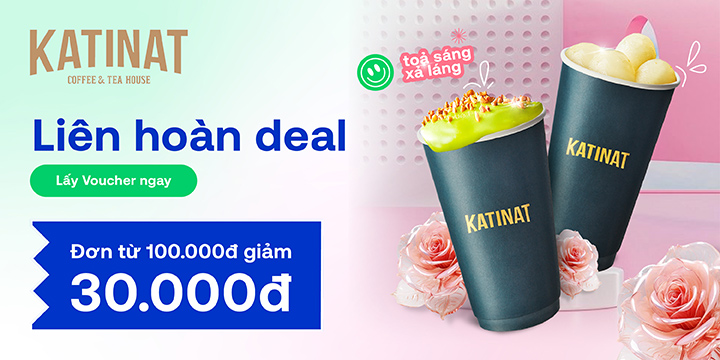 KATINAT
COFFEE & TEA HOUSE
Liên hoàn deal
Lấy Voucher ngay
Đơn từ 100.000đ giảm
30.000đ
toả sáng
xả láng
KATINAT
KATINAT